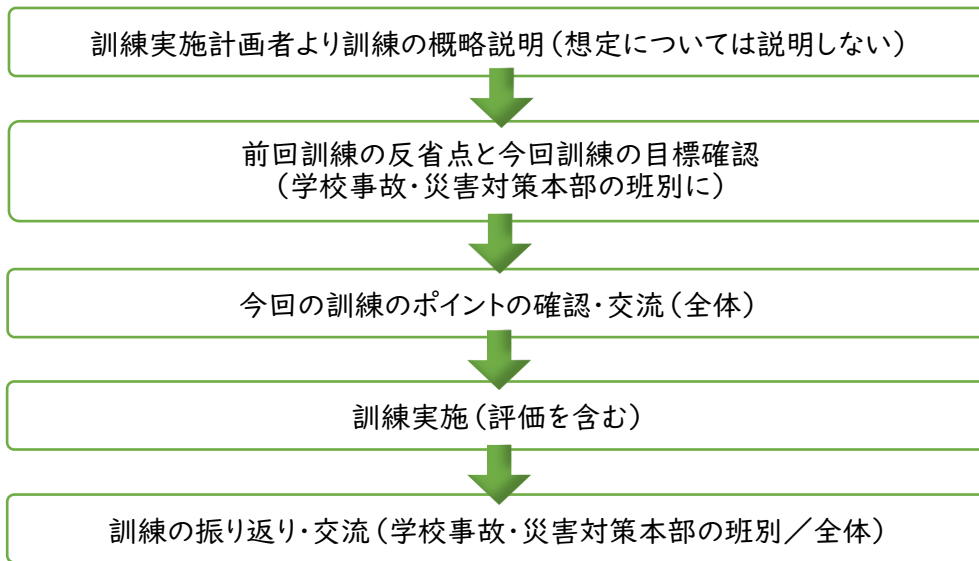 訓練実施計画者より訓練の概略説明（想定については説明しない）
前回訓練の反省点と今回訓練の目標確認
（学校事故・災害対策本部の班別に）
今回の訓練のポイントの確認・交流（全体）
訓練実施（評価を含む）
訓練の振り返り・交流（学校事故・災害対策本部の班別／全体）